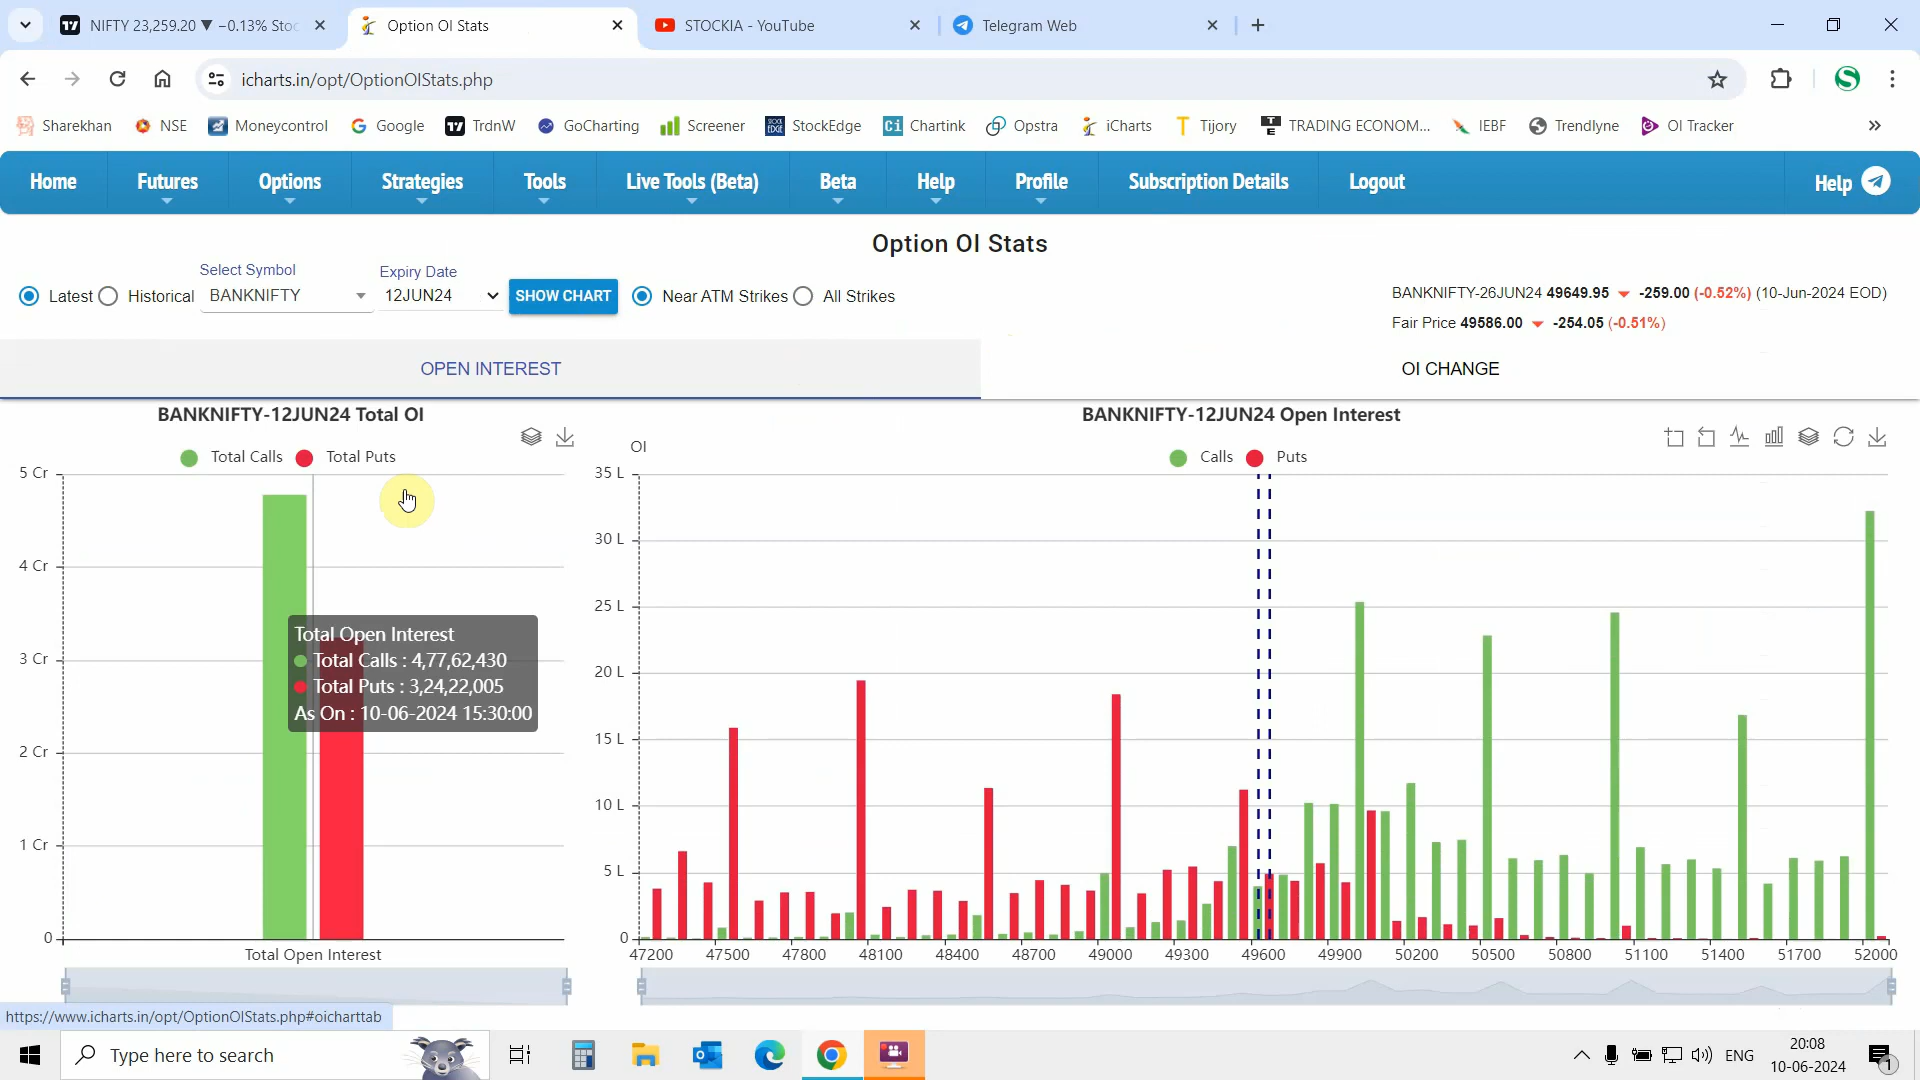 NIFTY 23,259.20 ▼ −0.13% Stoc
Option OI Stats
STOCKIA - YouTube
Telegram Web
icharts.in/opt/OptionOIStats.php
Sharekhan NSE Moneycontrol Google TrdnW GoCharting Screener StockEdge Chartink Opstra iCharts Tijory TRADING ECONOM... IEBF Trendlyne OI Tracker
Home Futures Options Strategies Tools Live Tools (Beta) Beta Help Profile Subscription Details Logout Help
Option OI Stats
Select Symbol Expiry Date
Latest Historical BANKNIFTY 12JUN24 SHOW CHART Near ATM Strikes All Strikes
BANKNIFTY-26JUN24 49649.95 ▼ -259.00 (-0.52%) (10-Jun-2024 EOD)
Fair Price 49586.00 ▼ -254.05 (-0.51%)
OPEN INTEREST OI CHANGE
BANKNIFTY-12JUN24 Total OI
Total Calls Total Puts
5 Cr
4 Cr
3 Cr
2 Cr
1 Cr
0
Total Open Interest
Total Calls : 4,77,62,430
Total Puts : 3,24,22,005
As On : 10-06-2024 15:30:00
Total Open Interest
BANKNIFTY-12JUN24 Open Interest
OI
Calls Puts
35 L
30 L
25 L
20 L
15 L
10 L
5 L
0
47200 47500 47800 48100 48400 48700 49000 49300 49600 49900 50200 50500 50800 51100 51400 51700 52000
https://www.icharts.in/opt/OptionOIStats.php#oicharttab
Type here to search
ENG
20:08
10-06-2024
1